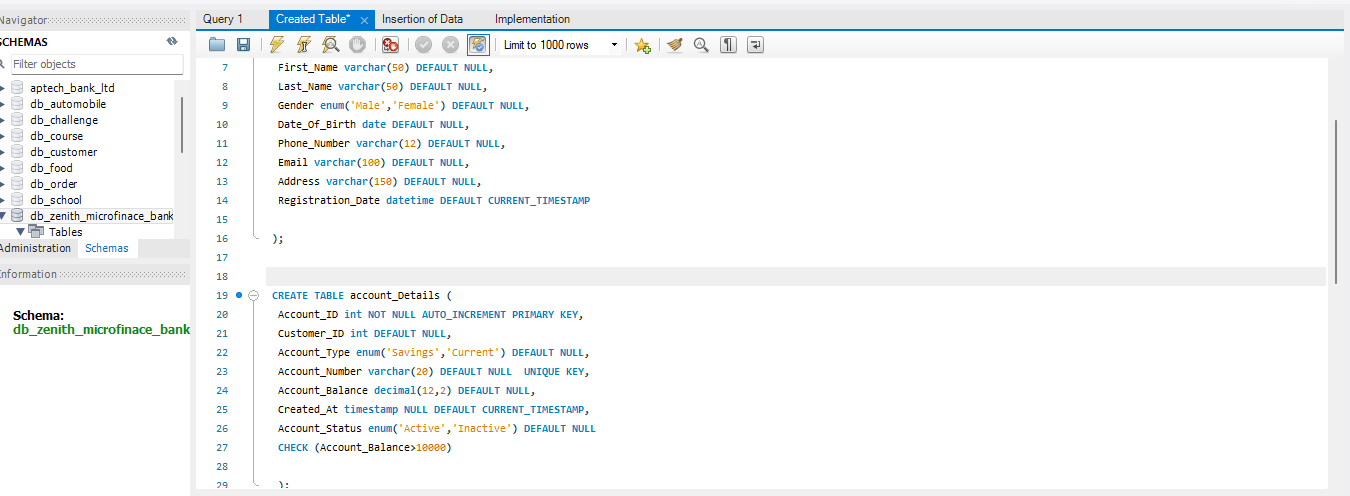 Navigator
SCHEMAS
Filter objects
aptech_bank_ltd
db_automobile
db_challenge
db_course
db_customer
db_food
db_order
db_school
db_zenith_microfinace_bank
Tables
Administration Schemas
Information
Schema:
db_zenith_microfinace_bank
Query 1 Created Table* × Insertion of Data Implementation
Limit to 1000 rows
7 First_Name varchar(50) DEFAULT NULL,
8 Last_Name varchar(50) DEFAULT NULL,
9 Gender enum('Male','Female') DEFAULT NULL,
10 Date_Of_Birth date DEFAULT NULL,
11 Phone_Number varchar(12) DEFAULT NULL,
12 Email varchar(100) DEFAULT NULL,
13 Address varchar(150) DEFAULT NULL,
14 Registration_Date datetime DEFAULT CURRENT_TIMESTAMP
15
16 );
17
18
19 CREATE TABLE account_Details (
20 Account_ID int NOT NULL AUTO_INCREMENT PRIMARY KEY,
21 Customer_ID int DEFAULT NULL,
22 Account_Type enum('Savings','Current') DEFAULT NULL,
23 Account_Number varchar(20) DEFAULT NULL  UNIQUE KEY,
24 Account_Balance decimal(12,2) DEFAULT NULL,
25 Created_At timestamp NULL DEFAULT CURRENT_TIMESTAMP,
26 Account_Status enum('Active','Inactive') DEFAULT NULL
27 CHECK (Account_Balance>10000)
28
29 );